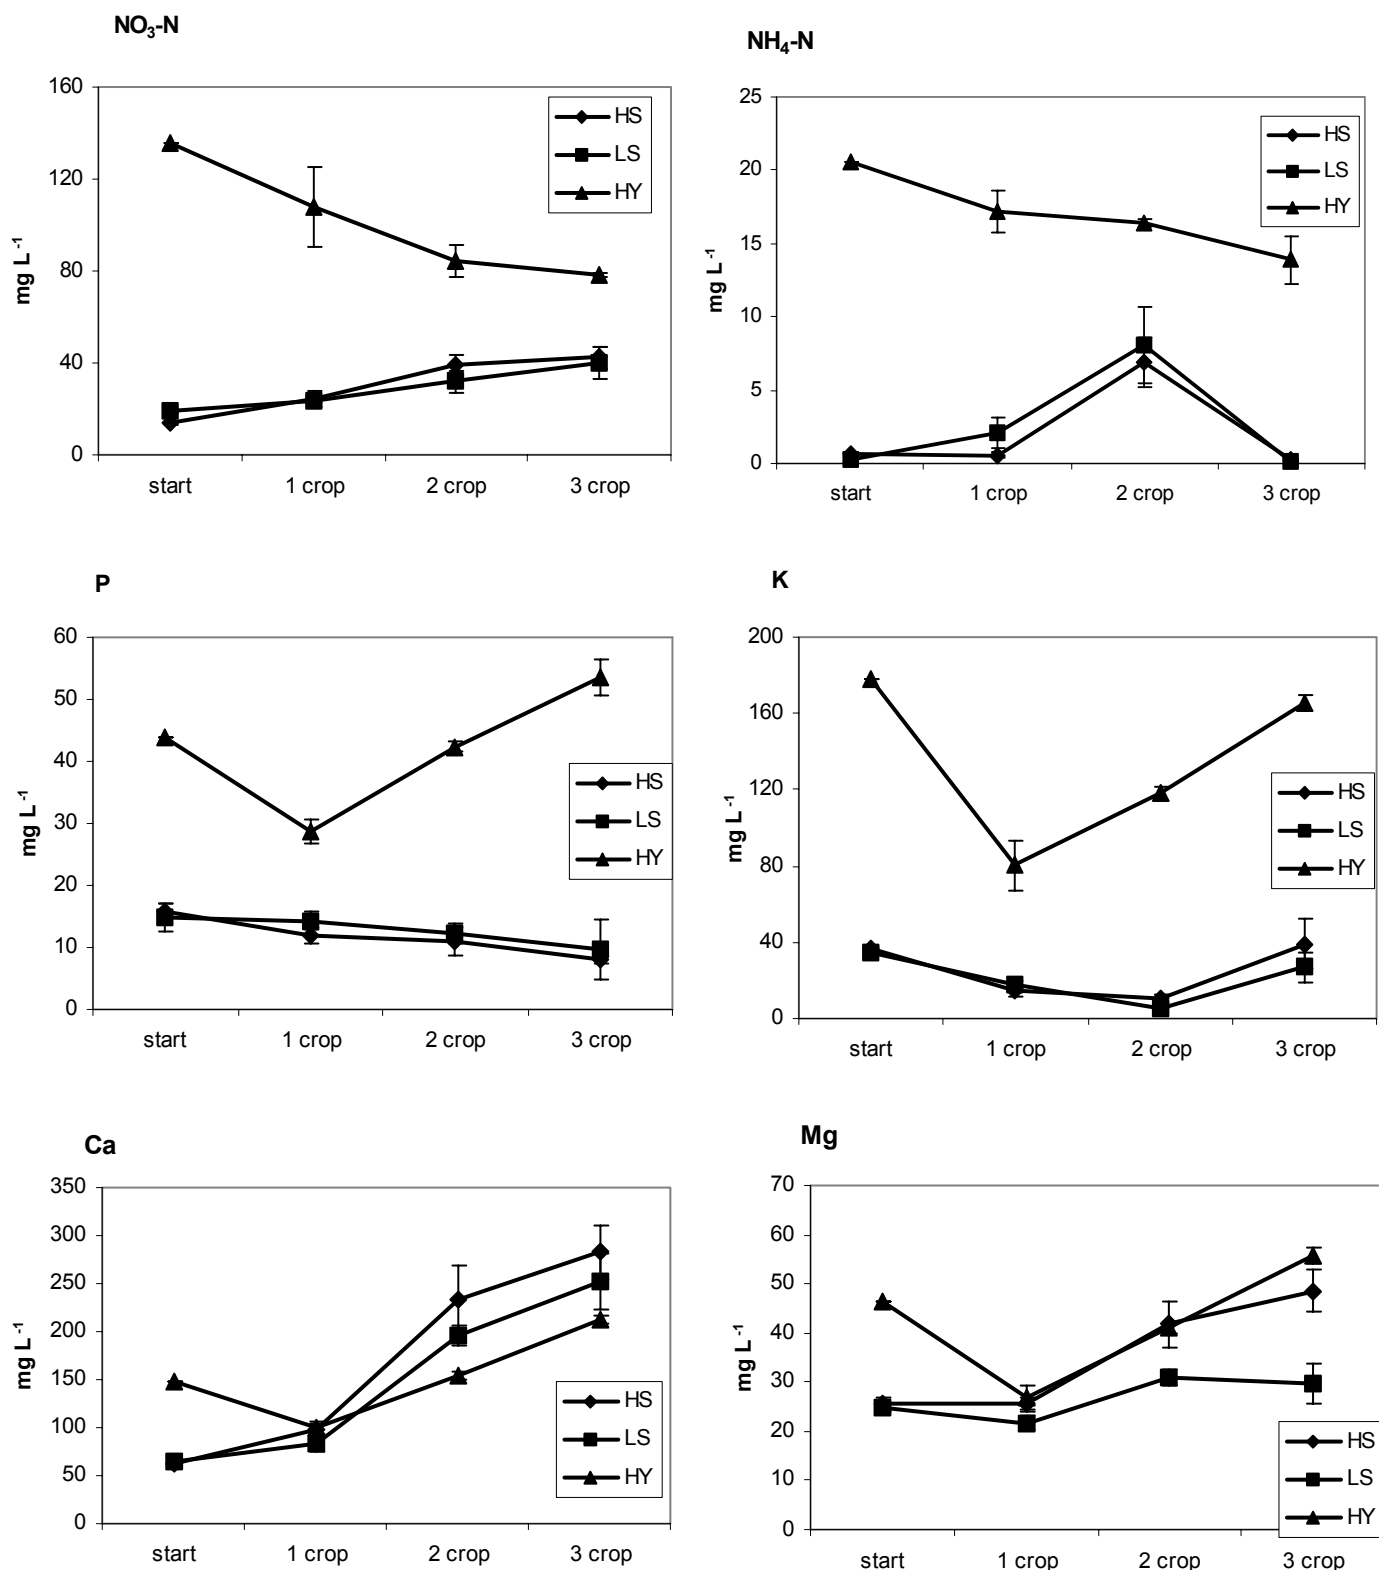 NO₃-N
160
120
80
40
0
mg L⁻¹
start 1 crop 2 crop 3 crop
HS
LS
HY
NH₄-N
25
20
15
10
5
0
mg L⁻¹
start 1 crop 2 crop 3 crop
HS
LS
HY
P
60
50
40
30
20
10
0
mg L⁻¹
start 1 crop 2 crop 3 crop
HS
LS
HY
K
200
160
120
80
40
0
mg L⁻¹
start 1 crop 2 crop 3 crop
HS
LS
HY
Ca
350
300
250
200
150
100
50
0
mg L⁻¹
start 1 crop 2 crop 3 crop
HS
LS
HY
Mg
70
60
50
40
30
20
10
0
mg L⁻¹
start 1 crop 2 crop 3 crop
HS
LS
HY